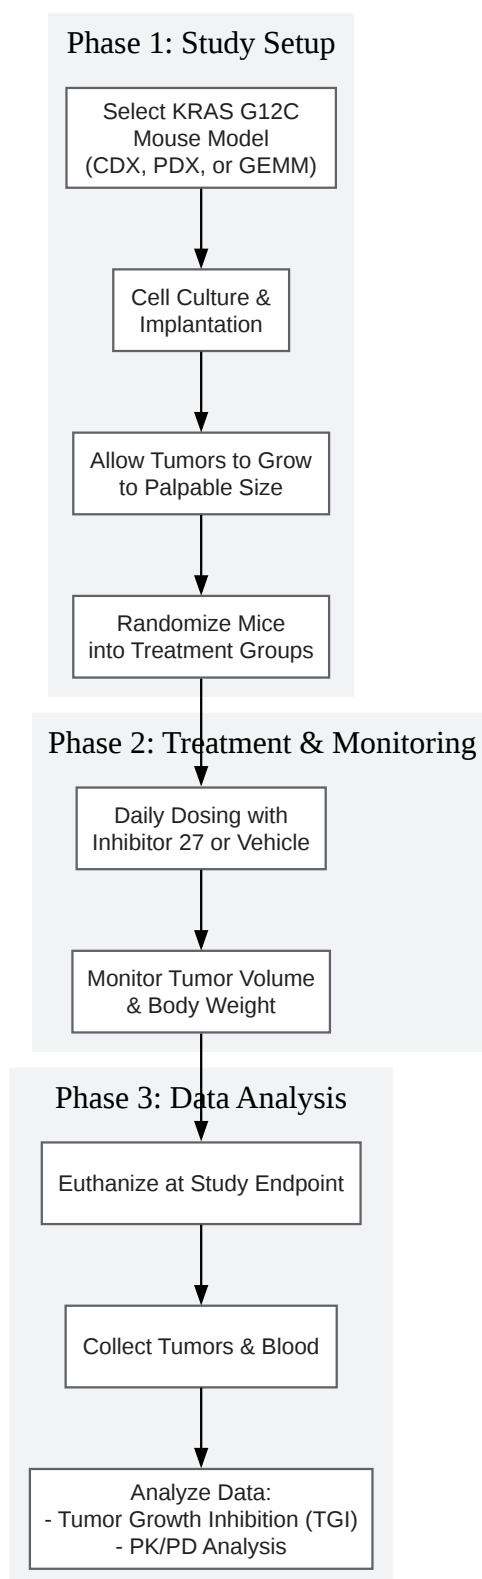 Phase 1: Study Setup
Select KRAS G12C
Mouse Model
(CDX, PDX, or GEMM)
Cell Culture &
Implantation
Allow Tumors to Grow
to Palpable Size
Randomize Mice
into Treatment Groups
Phase 2: Treatment & Monitoring
Daily Dosing with
Inhibitor 27 or Vehicle
Monitor Tumor Volume
& Body Weight
Phase 3: Data Analysis
Euthanize at Study Endpoint
Collect Tumors & Blood
Analyze Data:
- Tumor Growth Inhibition (TGI)
- PK/PD Analysis